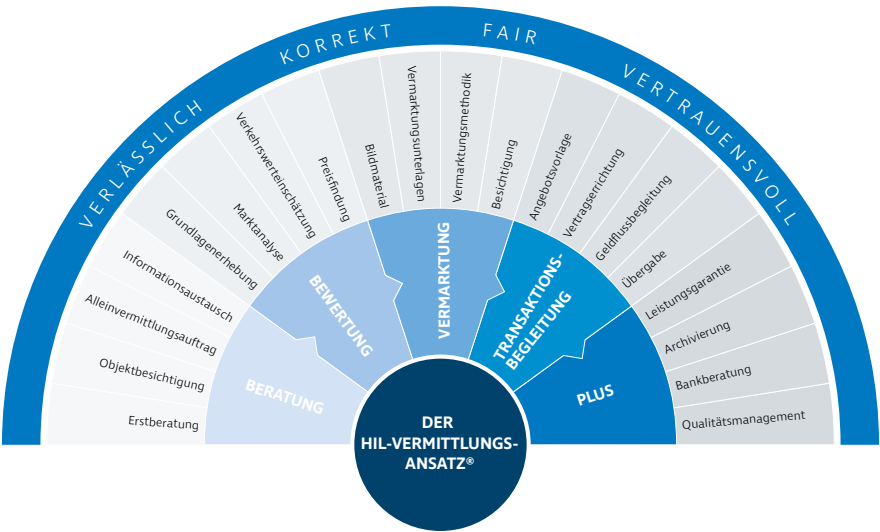 VERLÄSSLICH
KORREKT
FAIR
VERTRAUENSVOLL
Erstberatung
Objektbesichtigung
Alleinvermittlungsauftrag
Informationsaustausch
Grundlagenerhebung
Marktanalyse
Verkehrswerteinschätzung
Preisfindung
Bildmaterial
Vermarktungsunterlagen
Vermarktungsmethodik
Besichtigung
Angebotsvorlage
Vertragserrichtung
Geldflussbegleitung
Übergabe
Leistungsgarantie
Archivierung
Bankberatung
Qualitätsmanagement
BERATUNG
BEWERTUNG
VERMARKTUNG
TRANSAKTIONS-
BEGLEITUNG
PLUS
DER
HIL-VERMITTLUNGS-
ANSATZ®